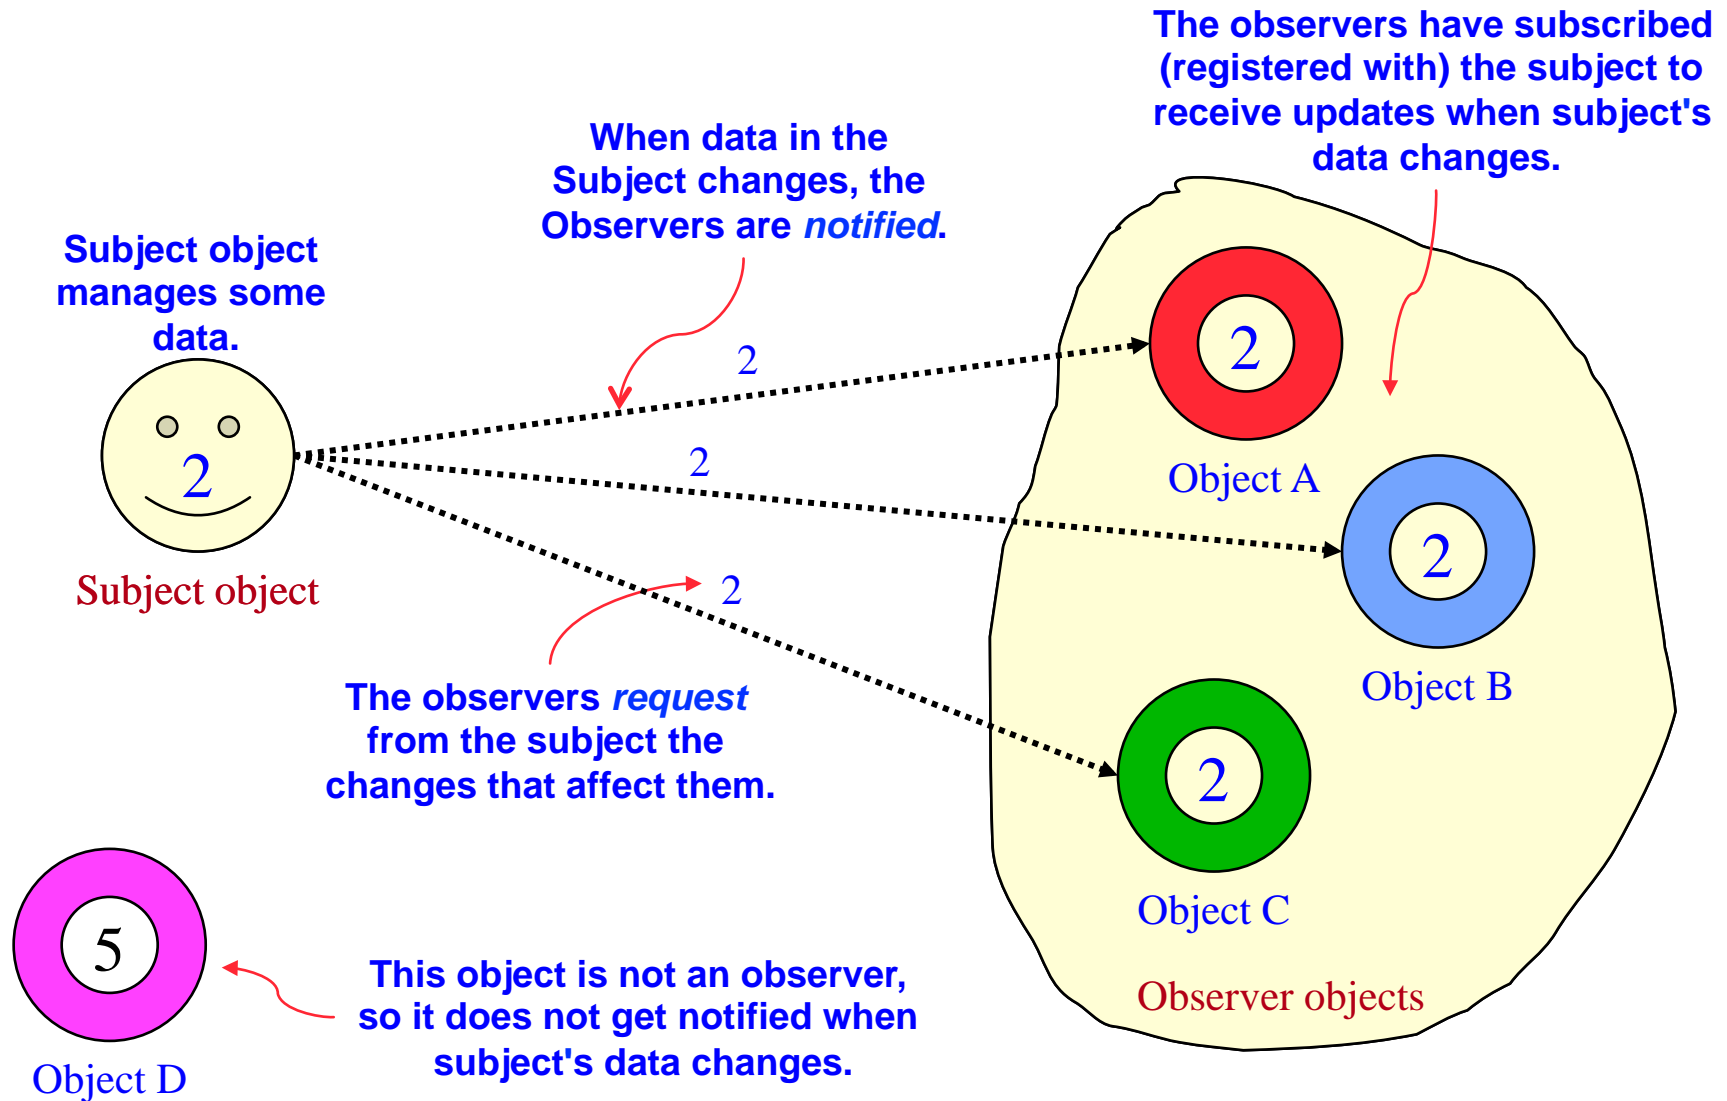 The observers have subscribed
(registered with) the subject to
receive updates when subject's
data changes.
When data in the
Subject changes, the
Observers are notified.
Subject object
manages some
data.
2
2
2
2
Object A
2
Subject object
2
2
Object B
The observers request
from the subject the
changes that affect them.
2
Object C
5
Object D
This object is not an observer,
so it does not get notified when
subject's data changes.
Observer objects